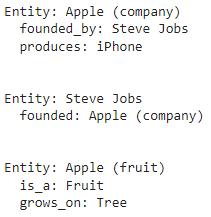 Entity: Apple (company)
  founded_by: Steve Jobs
  produces: iPhone

Entity: Steve Jobs
  founded: Apple (company)

Entity: Apple (fruit)
  is_a: Fruit
  grows_on: Tree